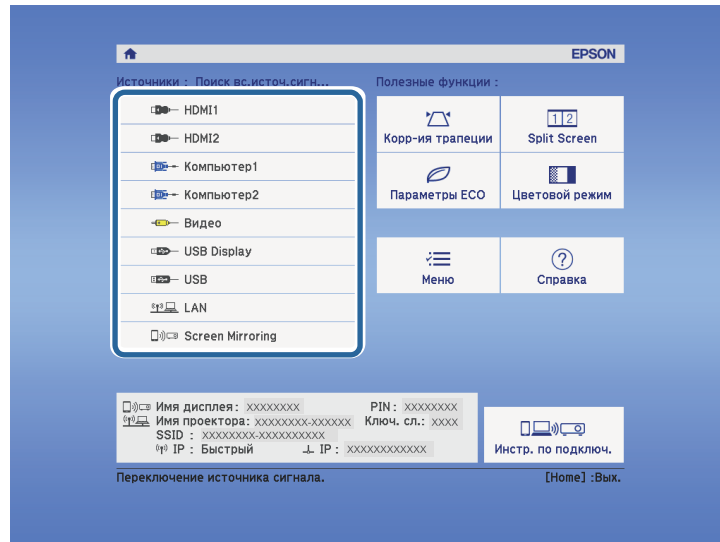 EPSON
Источники : Поиск вс.источ.сигн...
HDMI1
HDMI2
Компьютер1
Компьютер2
Видео
USB Display
USB
LAN
Screen Mirroring
Полезные функции :
Корр-ия трапеции
1 2
Split Screen
Параметры ECO
Цветовой режим
Меню
?
Справка
Имя дисплея: XXXXXXXX PIN: XXXXXXXX
Имя проектора: XXXXXXXX-XXXXXX Ключ. сл.: XXXX
SSID : XXXXXXXX-XXXXXXXXXX
IP : Быстрый IP : XXXXXXXXXXXX
Инстр. по подключ.
Переключение источника сигнала. [Home] :Вых.